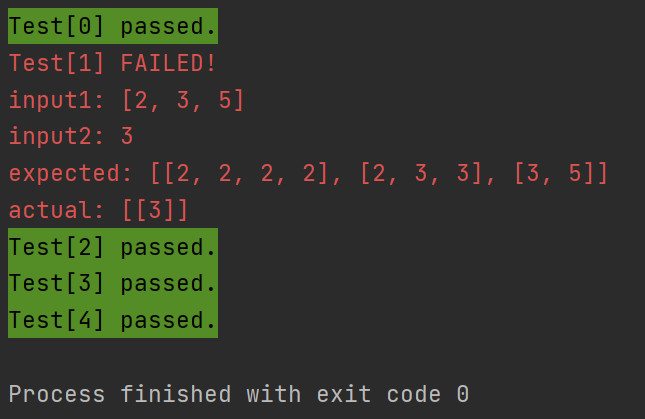 Test[0] passed.
Test[1] FAILED!
input1: [2, 3, 5]
input2: 3
expected: [[2, 2, 2, 2], [2, 3, 3], [3, 5]]
actual: [[3]]
Test[2] passed.
Test[3] passed.
Test[4] passed.
Process finished with exit code 0